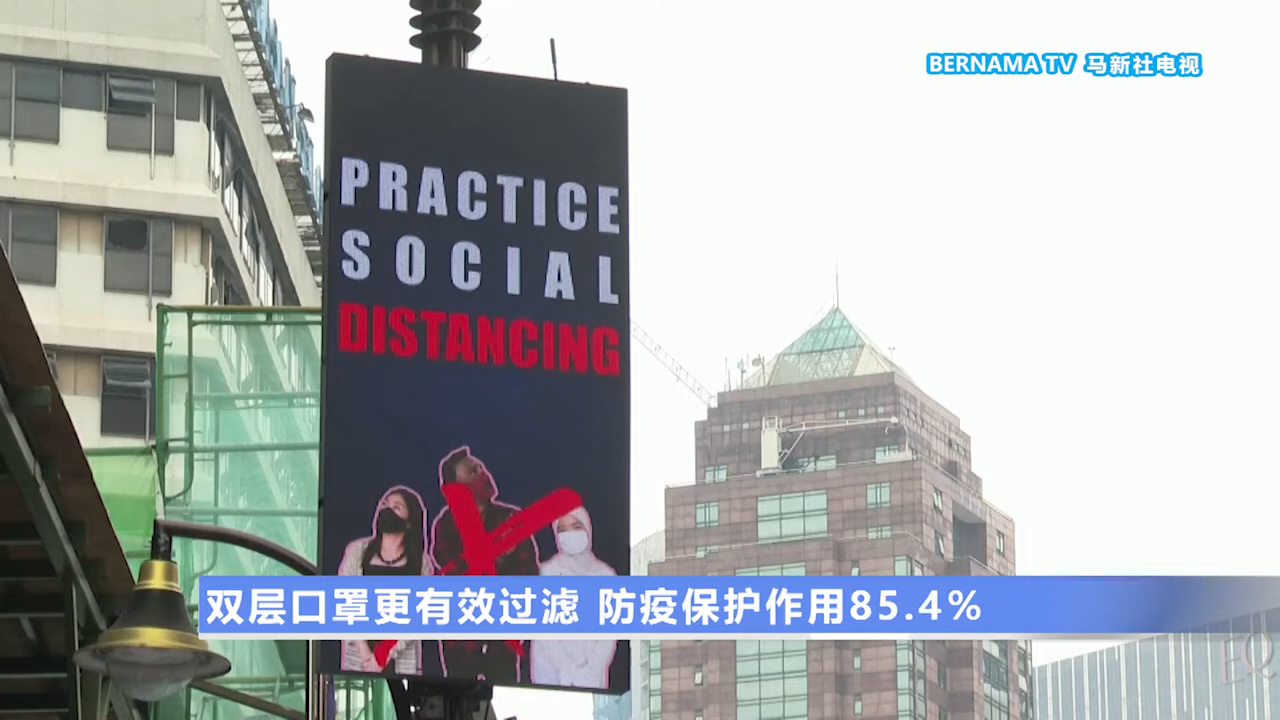 BERNAMA TV 马新社电视
PRACTICE
SOCIAL
DISTANCING
双层口罩更有效过滤 防疫保护作用85.4%
EQ